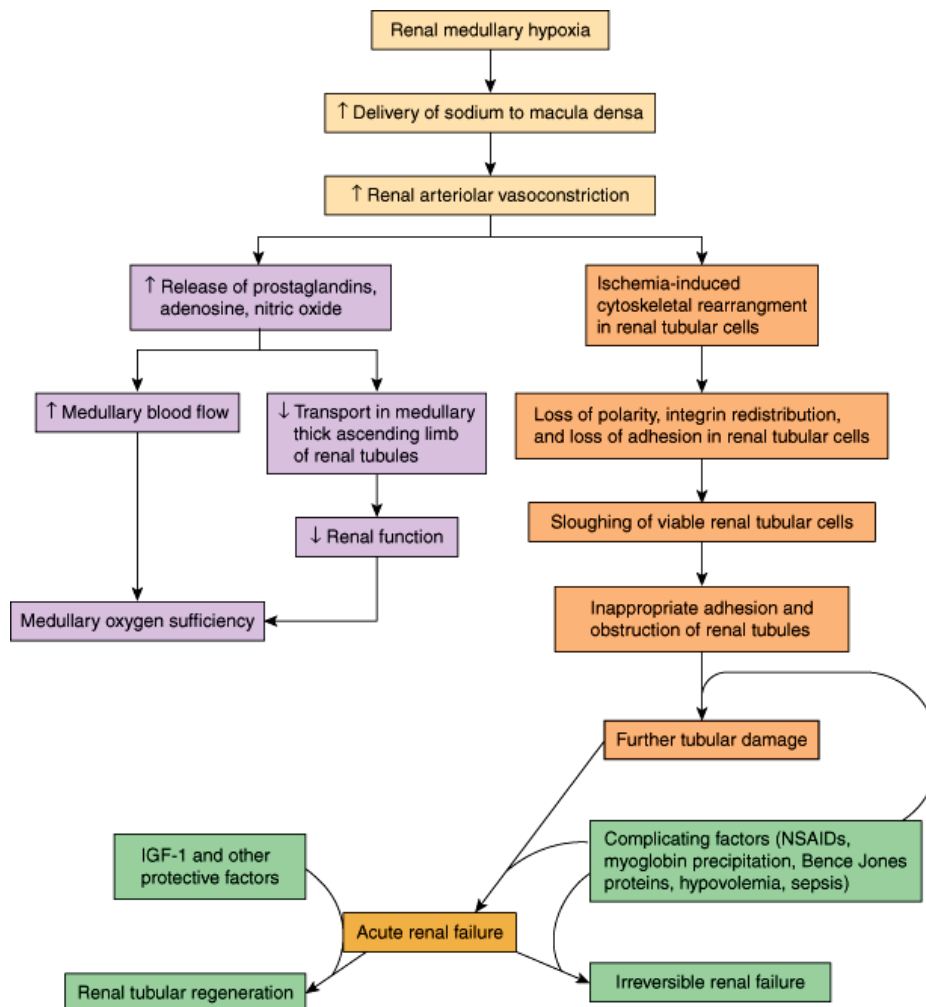 Renal medullary hypoxia
↑ Delivery of sodium to macula densa
↑ Renal arteriolar vasoconstriction
↑ Release of prostaglandins,
adenosine, nitric oxide
Ischemia-induced
cytoskeletal rearrangment
in renal tubular cells
↑ Medullary blood flow
↓ Transport in medullary
thick ascending limb
of renal tubules
Loss of polarity, integrin redistribution,
and loss of adhesion in renal tubular cells
↓ Renal function
Sloughing of viable renal tubular cells
Medullary oxygen sufficiency
Inappropriate adhesion and
obstruction of renal tubules
Further tubular damage
IGF-1 and other
protective factors
Complicating factors (NSAIDs,
myoglobin precipitation, Bence Jones
proteins, hypovolemia, sepsis)
Acute renal failure
Renal tubular regeneration
Irreversible renal failure